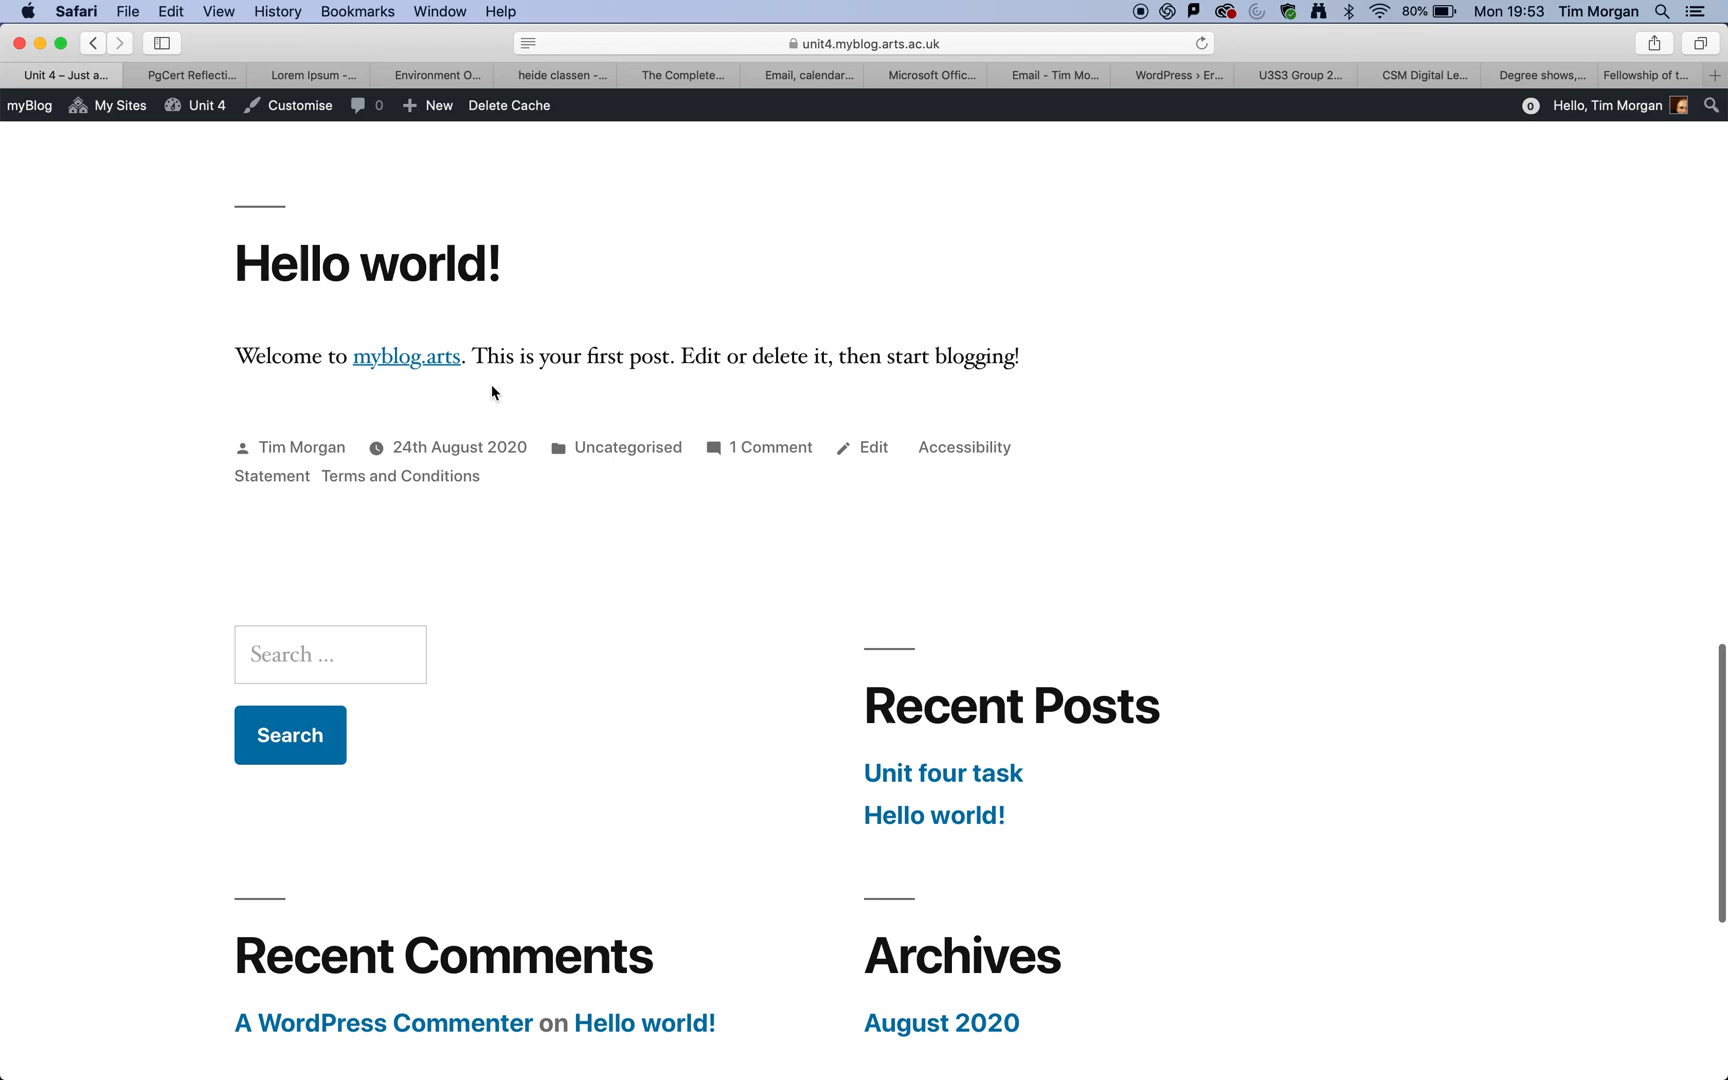 Safari File Edit View History Bookmarks Window Help 80% Mon 19:53 Tim Morgan
unit4.myblog.arts.ac.uk
Unit 4 – Just a... PgCert Reflecti... Lorem Ipsum -... Environment O... heide classen -... The Complete... Email, calendar... Microsoft Offic... Email - Tim Mo... WordPress › Er... U3S3 Group 2... CSM Digital Le... Degree shows,... Fellowship of t...
myBlog My Sites Unit 4 Customise 0 New Delete Cache 0 Hello, Tim Morgan
Hello world!
Welcome to myblog.arts. This is your first post. Edit or delete it, then start blogging!
Tim Morgan 24th August 2020 Uncategorised 1 Comment Edit Accessibility
Statement Terms and Conditions
Search ...
Search
Recent Posts
Unit four task
Hello world!
Recent Comments
A WordPress Commenter on Hello world!
Archives
August 2020